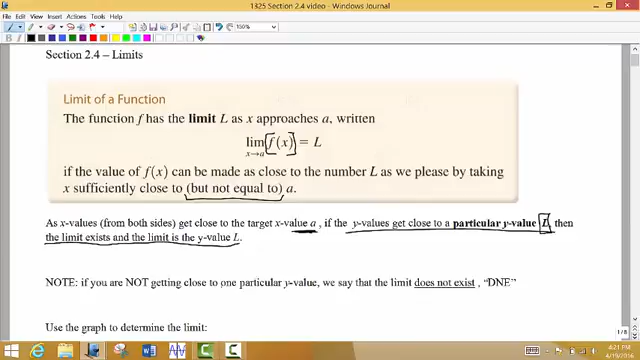 1325 Section 2.4 video - Windows Journal
File Edit View Insert Actions Tools Help
Section 2.4 – Limits
Limit of a Function
The function f has the limit L as x approaches a, written
lim f(x) = L
x→a
if the value of f(x) can be made as close to the number L as we please by taking
x sufficiently close to (but not equal to) a.
As x-values (from both sides) get close to the target x-value a , if the y-values get close to a particular y-value L then
the limit exists and the limit is the y-value L.
NOTE: if you are NOT getting close to one particular y-value, we say that the limit does not exist , "DNE"
Use the graph to determine the limit:
1/8
4:21 PM
4/19/2016